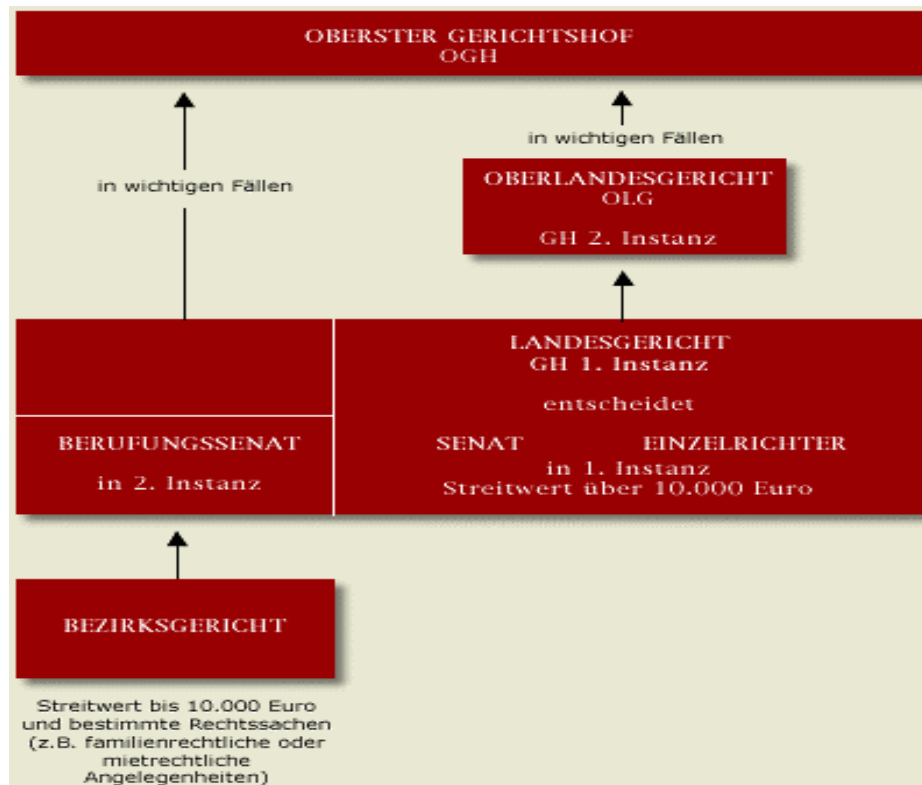 OBERSTER GERICHTSHOF
OGH
in wichtigen Fällen
in wichtigen Fällen
OBERLANDESGERICHT
OLG
GH 2. Instanz
LANDESGERICHT
GH 1. Instanz
entscheidet
BERUFUNGSSENAT
in 2. Instanz
SENAT EINZELRICHTER
in 1. Instanz
Streitwert über 10.000 Euro
BEZIRKSGERICHT
Streitwert bis 10.000 Euro
und bestimmte Rechtssachen
(z.B. familienrechtliche oder
mietrechtliche
Angelegenheiten)